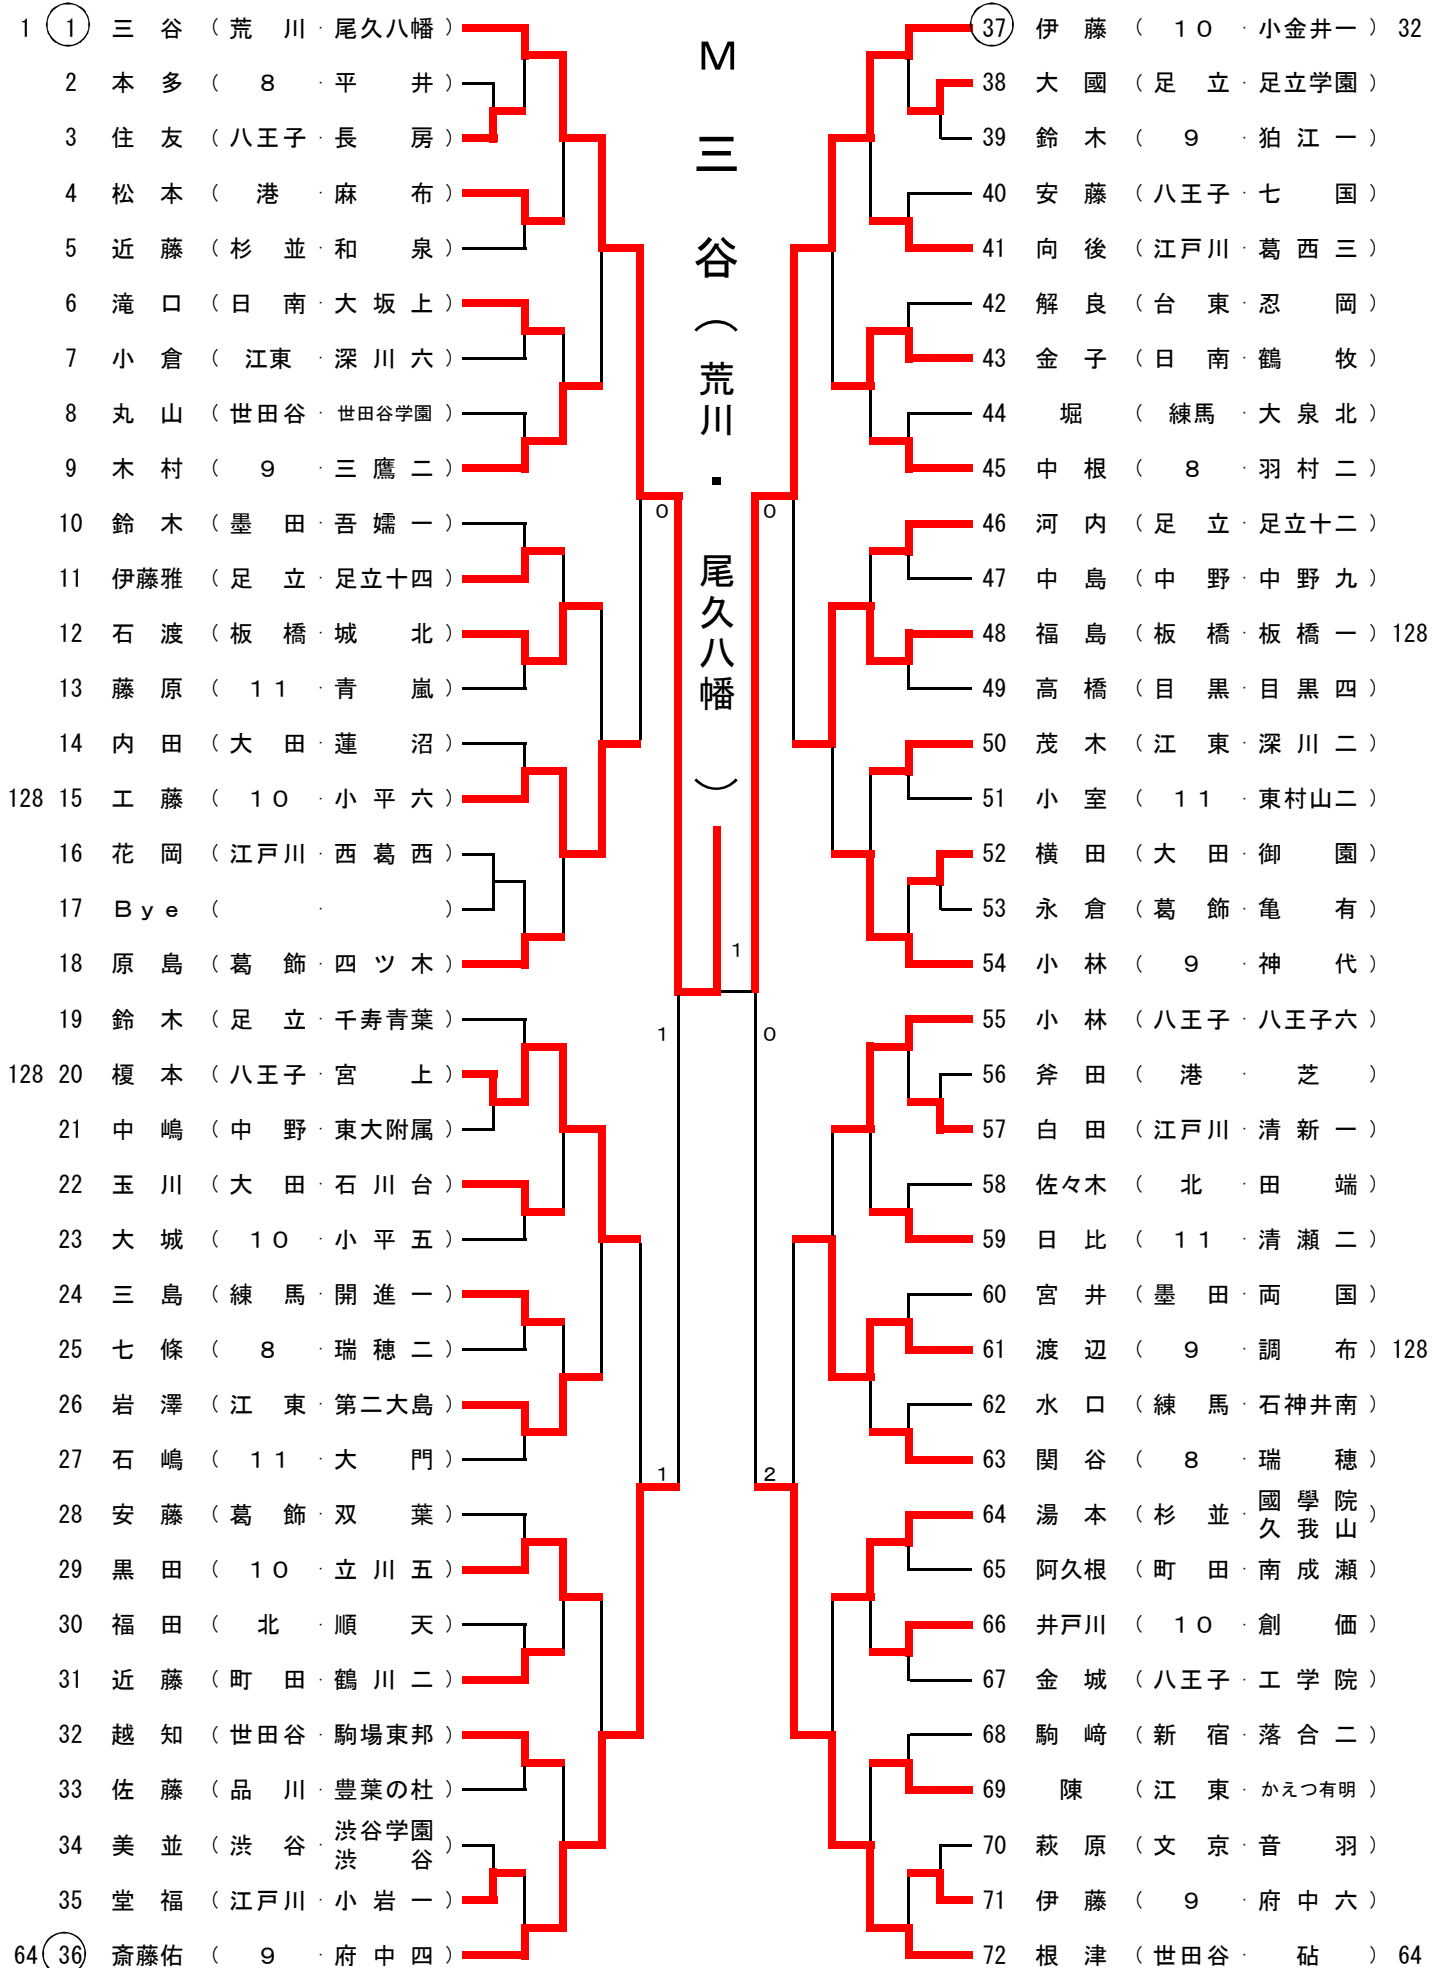 1 1 三谷 (荒川・尾久八幡)
2 本多 (8・平井)
3 住友 (八王子・長房)
4 松本 (港・麻布)
5 近藤 (杉並・和泉)
6 滝口 (日南・大坂上)
7 小倉 (江東・深川六)
8 丸山 (世田谷・世田谷学園)
9 木村 (9・三鷹二)
10 鈴木 (墨田・吾嬬一)
11 伊藤雅 (足立・足立十四)
12 石渡 (板橋・城北)
13 藤原 (11・青嵐)
14 内田 (大田・蓮沼)
128 15 工藤 (10・小平六)
16 花岡 (江戸川・西葛西)
17 Bye (・)
18 原島 (葛飾・四ツ木)
19 鈴木 (足立・千寿青葉)
128 20 榎本 (八王子・宮上)
21 中嶋 (中野・東大附属)
22 玉川 (大田・石川台)
23 大城 (10・小平五)
24 三島 (練馬・開進一)
25 七條 (8・瑞穂二)
26 岩澤 (江東・第二大島)
27 石嶋 (11・大門)
28 安藤 (葛飾・双葉)
29 黒田 (10・立川五)
30 福田 (北・順天)
31 近藤 (町田・鶴川二)
32 越知 (世田谷・駒場東邦)
33 佐藤 (品川・豊葉の杜)
34 美並 (渋谷・渋谷学園渋谷)
35 堂福 (江戸川・小岩一)
64 36 斎藤佑 (9・府中四)
M三谷(荒川・尾久八幡)
0
0
1
1
0
1
2
37 伊藤 (10・小金井一) 32
38 大國 (足立・足立学園)
39 鈴木 (9・狛江一)
40 安藤 (八王子・七国)
41 向後 (江戸川・葛西三)
42 解良 (台東・忍岡)
43 金子 (日南・鶴牧)
44 堀 (練馬・大泉北)
45 中根 (8・羽村二)
46 河内 (足立・足立十二)
47 中島 (中野・中野九)
48 福島 (板橋・板橋一) 128
49 高橋 (目黒・目黒四)
50 茂木 (江東・深川二)
51 小室 (11・東村山二)
52 横田 (大田・御園)
53 永倉 (葛飾・亀有)
54 小林 (9・神代)
55 小林 (八王子・八王子六)
56 斧田 (港・芝)
57 白田 (江戸川・清新一)
58 佐々木 (北・田端)
59 日比 (11・清瀬二)
60 宮井 (墨田・両国)
61 渡辺 (9・調布) 128
62 水口 (練馬・石神井南)
63 関谷 (8・瑞穂)
64 湯本 (杉並・國學院久我山)
65 阿久根 (町田・南成瀬)
66 井戸川 (10・創価)
67 金城 (八王子・工学院)
68 駒﨑 (新宿・落合二)
69 陳 (江東・かえつ有明)
70 萩原 (文京・音羽)
71 伊藤 (9・府中六)
72 根津 (世田谷・砧) 64